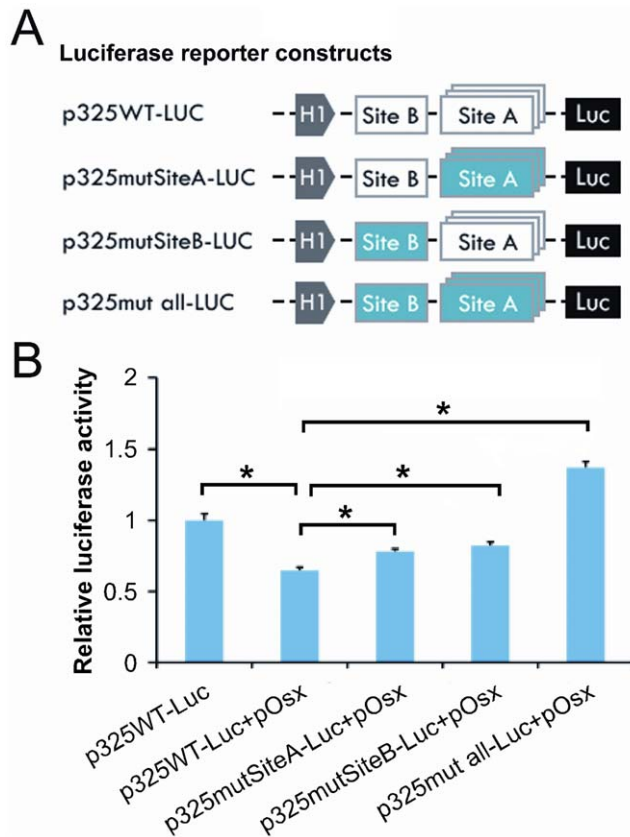 A
Luciferase reporter constructs
p325WT-LUC H1 Site B Site A Luc
p325mutSiteA-LUC H1 Site B Site A Luc
p325mutSiteB-LUC H1 Site B Site A Luc
p325mut all-LUC H1 Site B Site A Luc
B
Relative luciferase activity
2
1.5
1
0.5
0
*
*
*
*
p325WT-Luc
p325WT-Luc+pOsx
p325mutSiteA-Luc+pOsx
p325mutSiteB-Luc+pOsx
p325mut all-Luc+pOsx